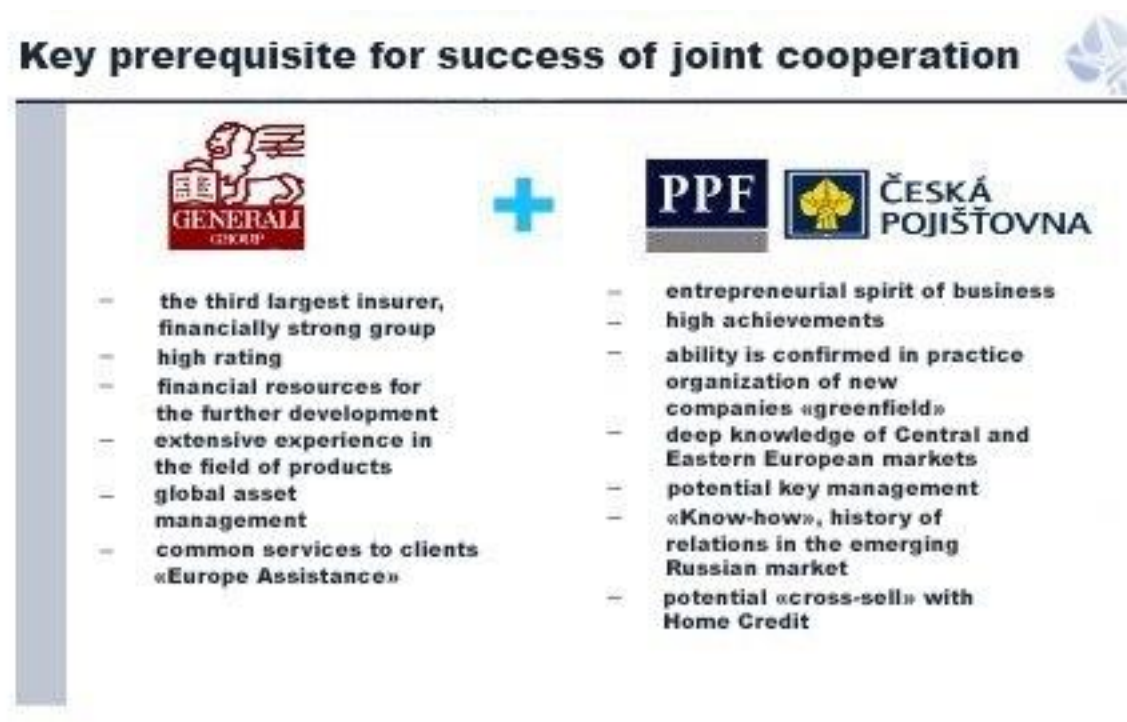 Key prerequisite for success of joint cooperation
GENERALI
GROUP
– the third largest insurer,
financially strong group
– high rating
– financial resources for
the further development
– extensive experience in
the field of products
– global asset
management
– common services to clients
«Europe Assistance»
PPF
ČESKÁ
POJIŠŤOVNA
– entrepreneurial spirit of business
– high achievements
– ability is confirmed in practice
organization of new
companies «greenfield»
– deep knowledge of Central and
Eastern European markets
– potential key management
– «Know-how», history of
relations in the emerging
Russian market
– potential «cross-sell» with
Home Credit